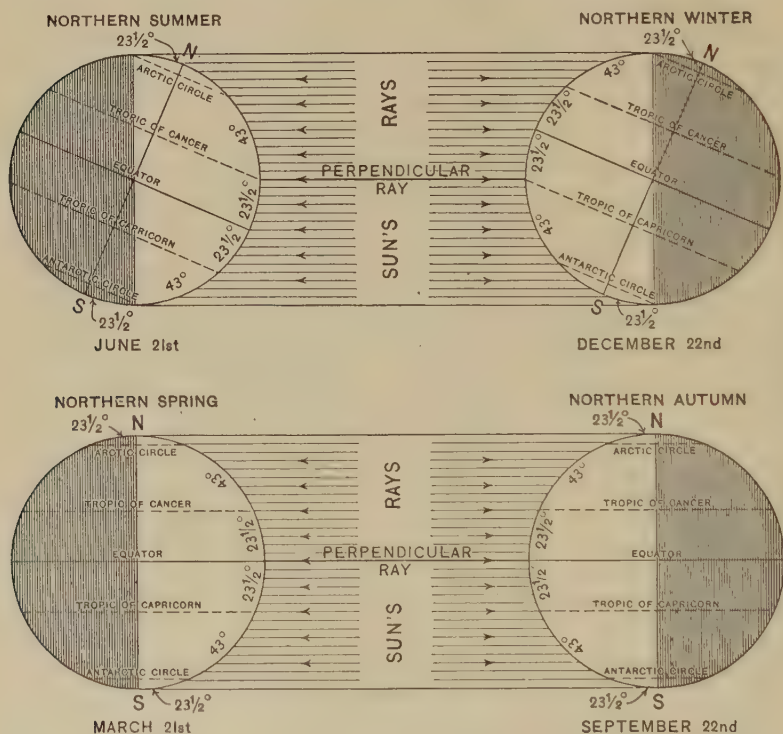 NORTHERN SUMMER
23½°
N
ARCTIC CIRCLE
43°
TROPIC OF CANCER
EQUATOR
23½°
TROPIC OF CAPRICORN
23½°
ANTARCTIC CIRCLE
43°
S
23½°
JUNE 21st
RAYS
PERPENDICULAR
RAY
SUN'S
NORTHERN WINTER
23½°
N
43°
ARCTIC CIRCLE
23½°
TROPIC OF CANCER
23½°
EQUATOR
TROPIC OF CAPRICORN
43°
ANTARCTIC CIRCLE
S
23½°
DECEMBER 22nd
NORTHERN SPRING
23½°
N
ARCTIC CIRCLE
43°
TROPIC OF CANCER
23½°
EQUATOR
23½°
TROPIC OF CAPRICORN
43°
ANTARCTIC CIRCLE
S
23½°
MARCH 21st
RAYS
PERPENDICULAR
RAY
SUN'S
NORTHERN AUTUMN
23½°
N
ARCTIC CIRCLE
43°
TROPIC OF CANCER
23½°
EQUATOR
23½
TROPIC OF CAPRICORN
43°
ANTARCTIC CIRCLE
23½°
S
SEPTEMBER 22nd